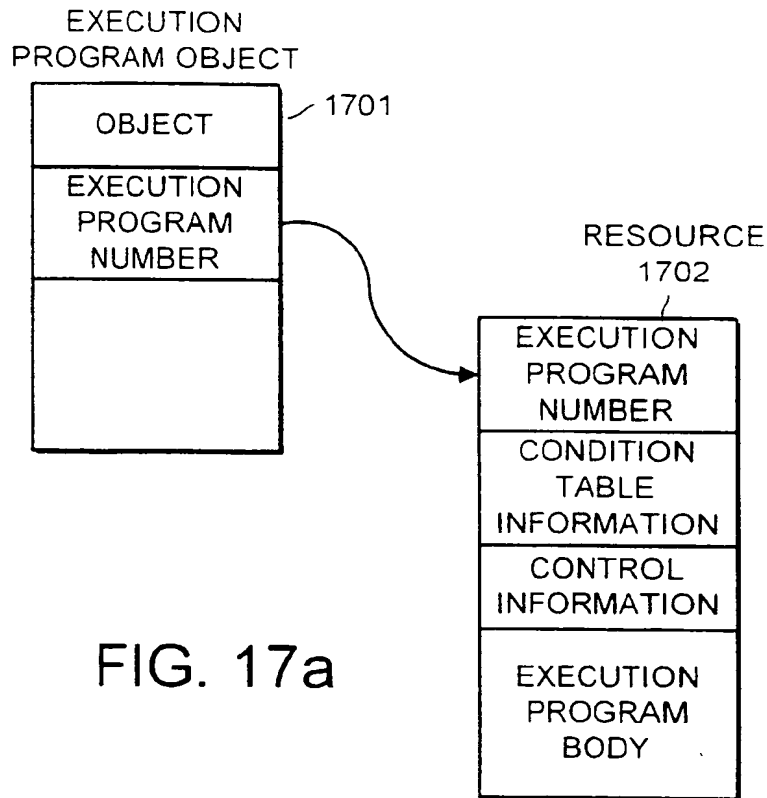 EXECUTION
PROGRAM OBJECT
1701
OBJECT
EXECUTION
PROGRAM
NUMBER
RESOURCE
1702
EXECUTION
PROGRAM
NUMBER
CONDITION
TABLE
INFORMATION
CONTROL
INFORMATION
EXECUTION
PROGRAM
BODY
FIG. 17a